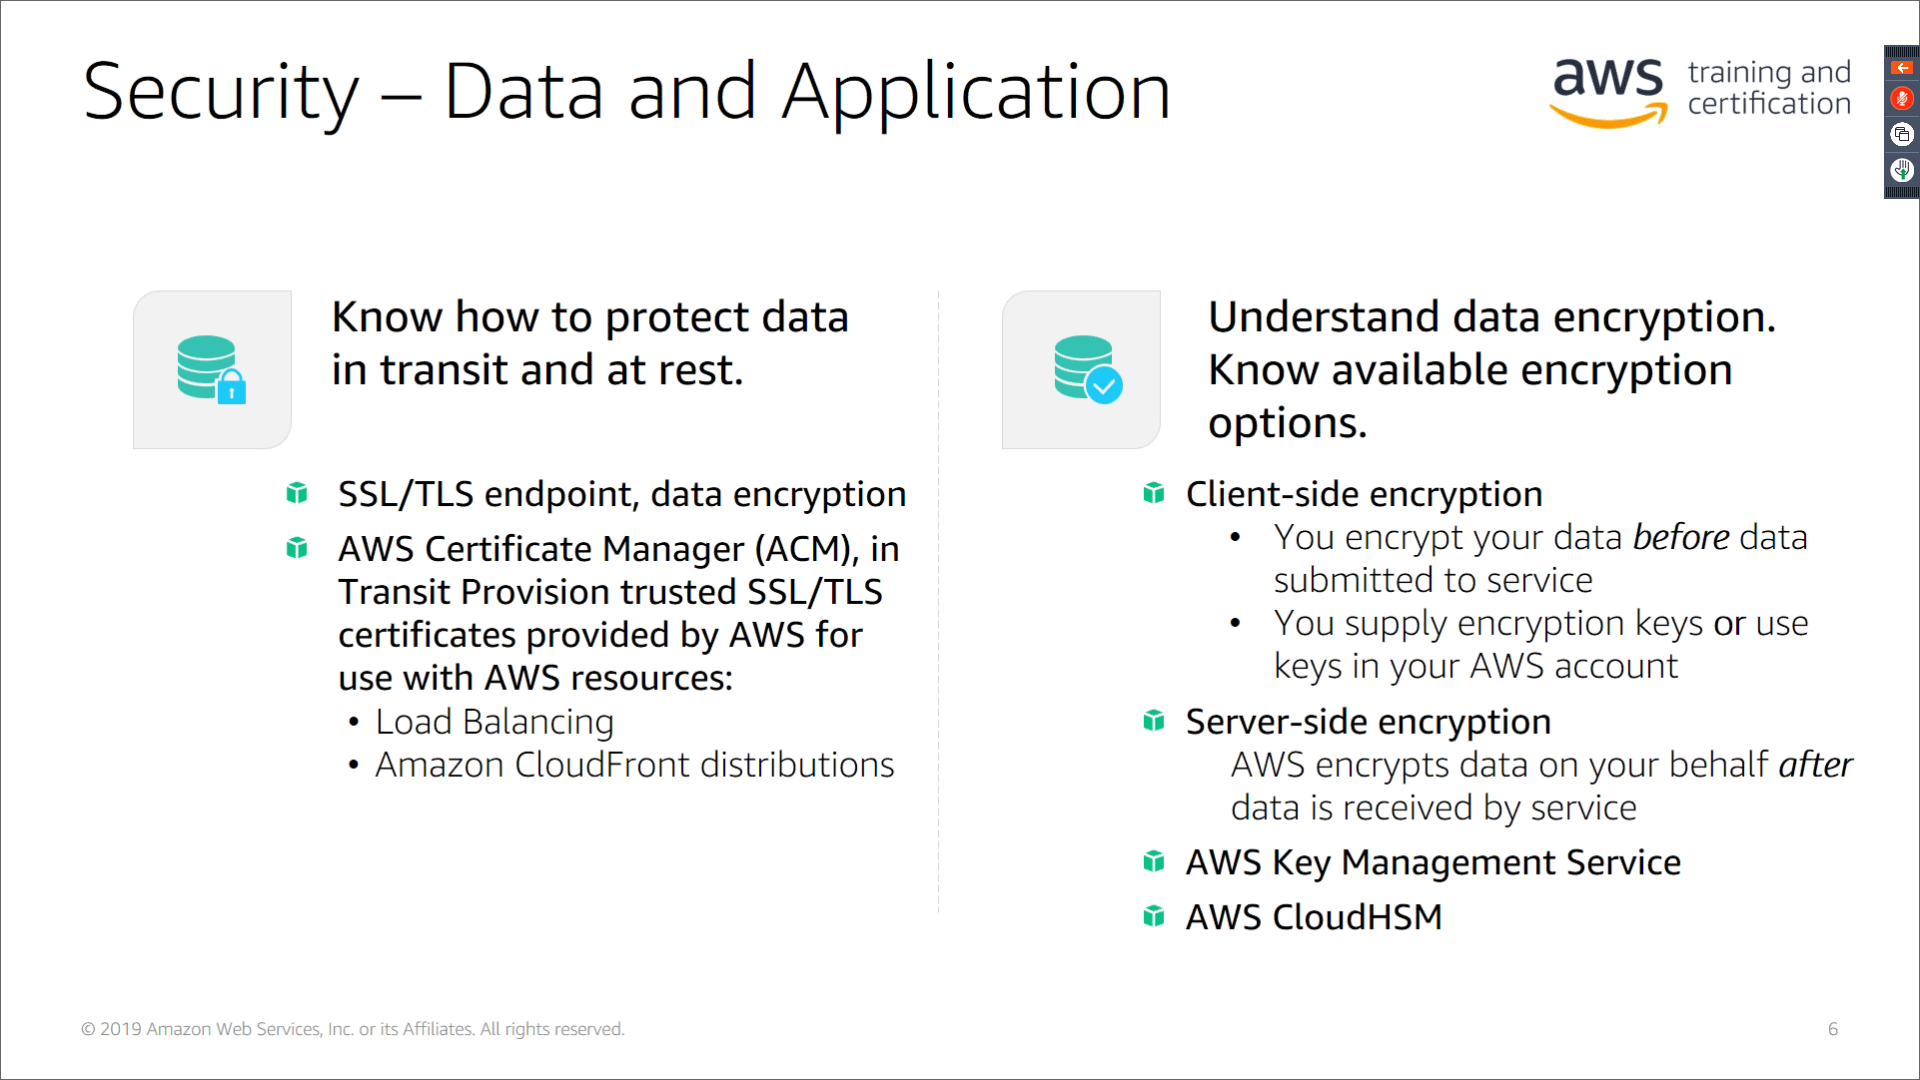 Security – Data and Application
aws training and
certification
Know how to protect data
in transit and at rest.
SSL/TLS endpoint, data encryption
AWS Certificate Manager (ACM), in
Transit Provision trusted SSL/TLS
certificates provided by AWS for
use with AWS resources:
• Load Balancing
• Amazon CloudFront distributions
Understand data encryption.
Know available encryption
options.
Client-side encryption
• You encrypt your data before data
submitted to service
• You supply encryption keys or use
keys in your AWS account
Server-side encryption
AWS encrypts data on your behalf after
data is received by service
AWS Key Management Service
AWS CloudHSM
© 2019 Amazon Web Services, Inc. or its Affiliates. All rights reserved.
6